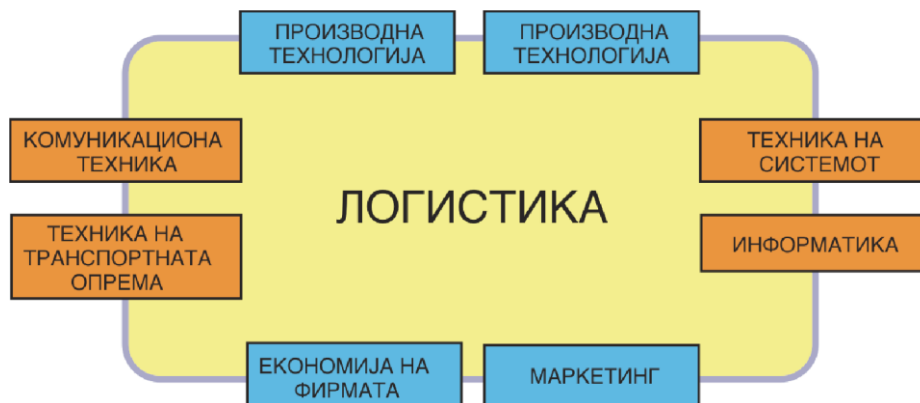 ПРОИЗВОДНА
ТЕХНОЛОГИЈА
ПРОИЗВОДНА
ТЕХНОЛОГИЈА
КОМУНИКАЦИОНА
ТЕХНИКА
ТЕХНИКА НА
СИСТЕМОТ
ЛОГИСТИКА
ТЕХНИКА НА
ТРАНСПОРТНАТА
ОПРЕМА
ИНФОРМАТИКА
ЕКОНОМИЈА НА
ФИРМАТА
МАРКЕТИНГ